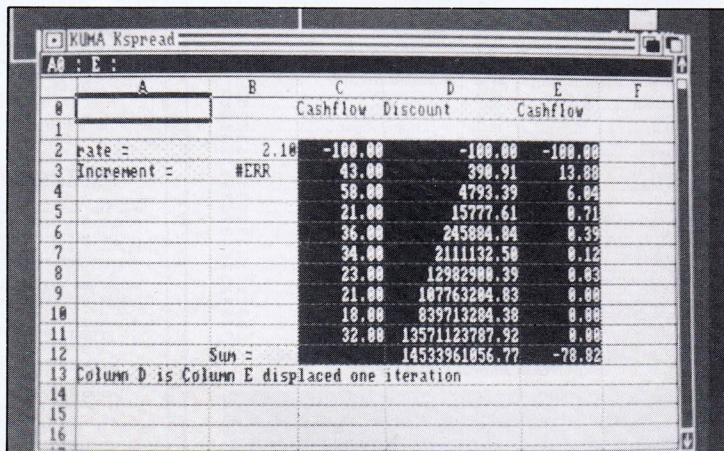 KUMA Kspread
A0 : E :
A B C D E F
0 Cashflow Discount Cashflow
1
2 rate = 2.10 -100.00 -100.00 -100.00
3 Increment = #ERR 43.00 390.91 13.88
4 58.00 4793.39 6.04
5 21.00 15777.61 0.71
6 36.00 245884.04 0.39
7 34.00 2111132.50 0.12
8 23.00 12982900.39 0.03
9 21.00 107763204.83 0.00
10 18.00 839713284.38 0.00
11 32.00 13571123787.92 0.00
12 Sum = 14533961056.77 -78.82
13 Column D is Column E displaced one iteration
14
15
16